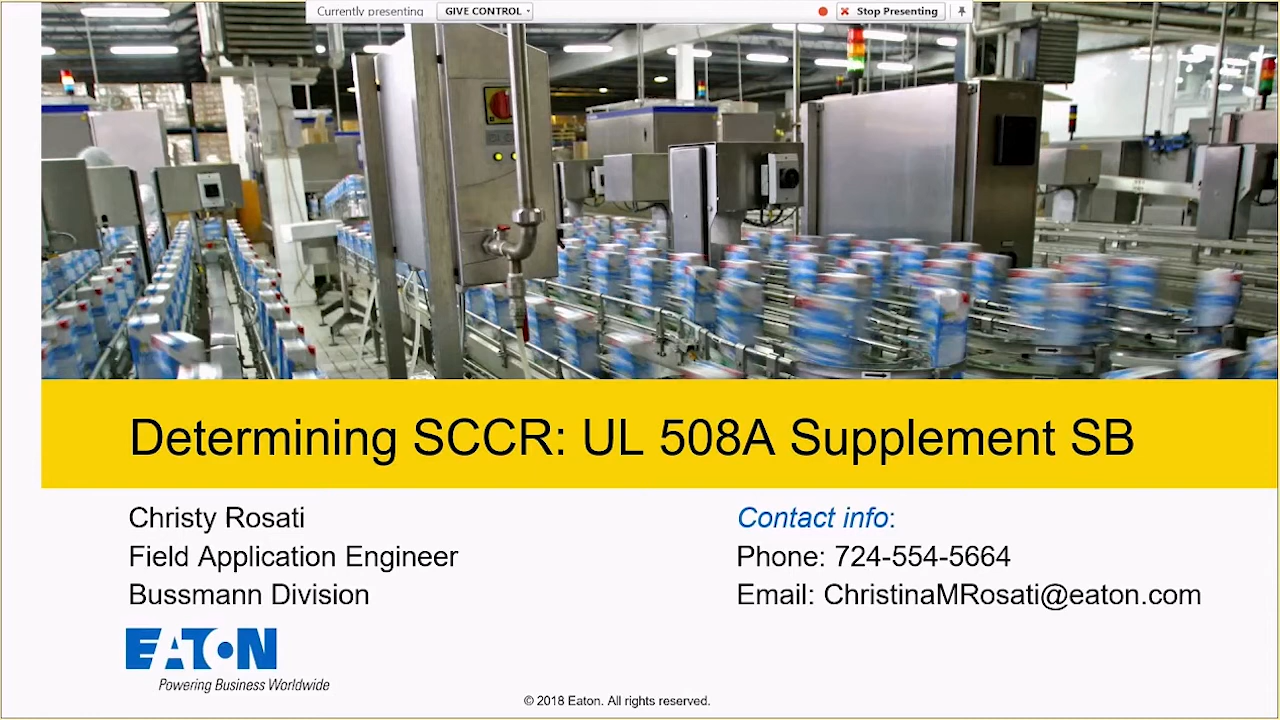 Currently presenting GIVE CONTROL Stop Presenting
Determining SCCR: UL 508A Supplement SB
Christy Rosati
Field Application Engineer
Bussmann Division
Contact info:
Phone: 724-554-5664
Email: ChristinaMRosati@eaton.com
EATON
Powering Business Worldwide
© 2018 Eaton. All rights reserved.